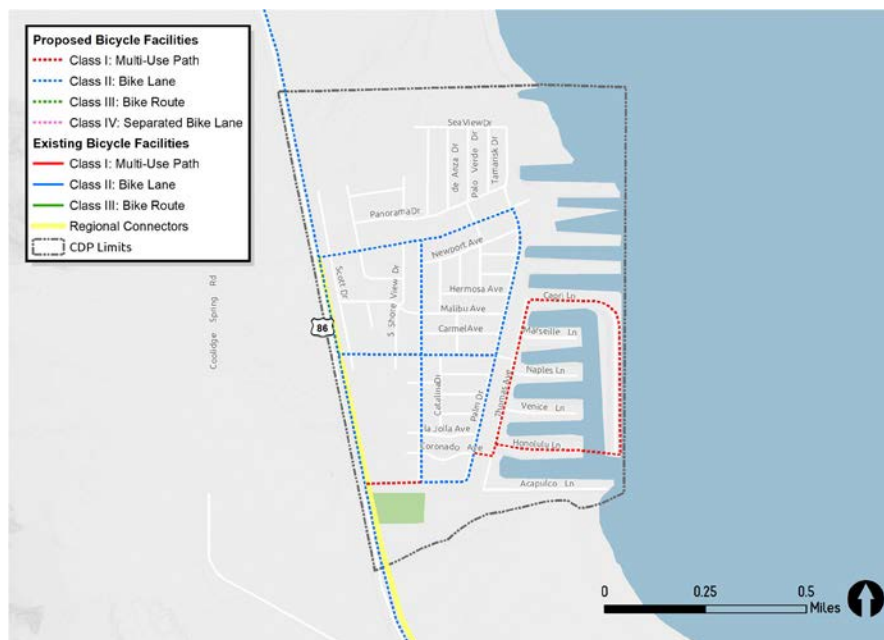 Proposed Bicycle Facilities
Class I: Multi-Use Path
Class II: Bike Lane
Class III: Bike Route
Class IV: Separated Bike Lane
Existing Bicycle Facilities
Class I: Multi-Use Path
Class II: Bike Lane
Class III: Bike Route
Regional Connectors
CDP Limits
Sea View Dr
de Anza Dr
Palo Verde Dr
Tamarisk Dr
Panorama Dr
Newport Ave
Scott Dr
S Shore View Dr
Coolidge Spring Rd
Hermosa Ave
Capri Ln
Malibu Ave
86
Carmel Ave
Marseille Ln
Naples Ln
Catalina Dr
Palm Dr
Thomas Ave
Venice Ln
la Jolla Ave
Coronado Ave
Honolulu Ln
Acapulco Ln
0 0.25 0.5
Miles